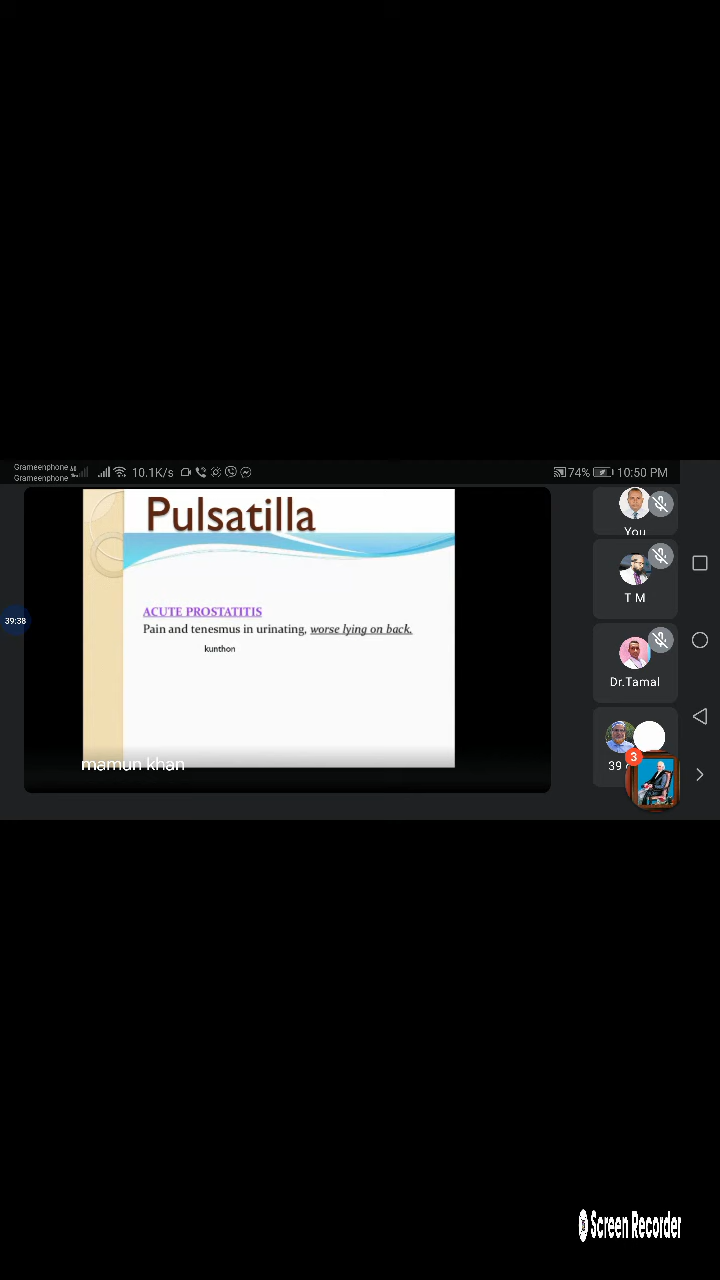 Grameenphone
Grameenphone
10.1K/s
74%
10:50 PM
Pulsatilla
ACUTE PROSTATITIS
Pain and tenesmus in urinating, worse lying on back.
kunthon
mamun khan
39:38
You
T M
Dr.Tamal
39
3
Screen Recorder